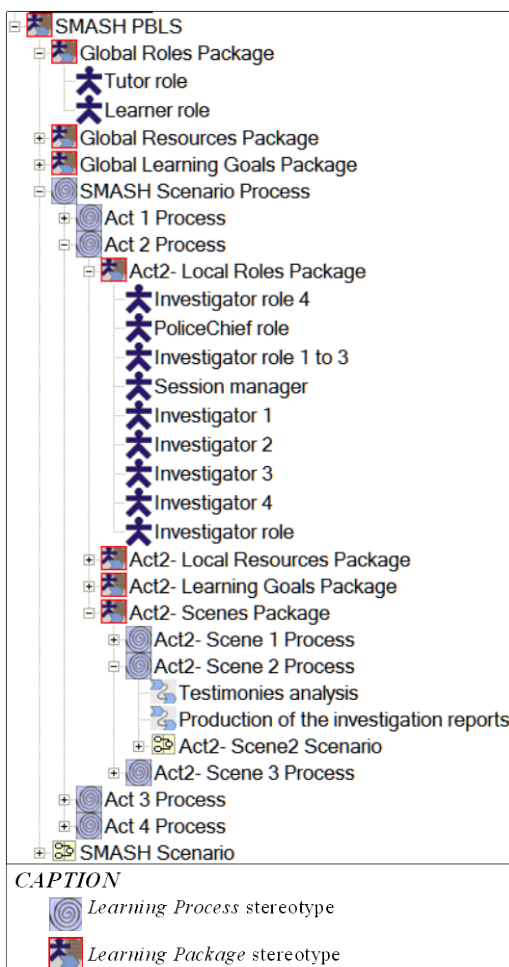 SMASH PBLS
Global Roles Package
Tutor role
Learner role
Global Resources Package
Global Learning Goals Package
SMASH Scenario Process
Act 1 Process
Act 2 Process
Act2- Local Roles Package
Investigator role 4
PoliceChief role
Investigator role 1 to 3
Session manager
Investigator 1
Investigator 2
Investigator 3
Investigator 4
Investigator role
Act2- Local Resources Package
Act2- Learning Goals Package
Act2- Scenes Package
Act2- Scene 1 Process
Act2- Scene 2 Process
Testimonies analysis
Production of the investigation reports
Act2- Scene2 Scenario
Act2- Scene 3 Process
Act 3 Process
Act 4 Process
SMASH Scenario
CAPTION
Learning Process stereotype
Learning Package stereotype